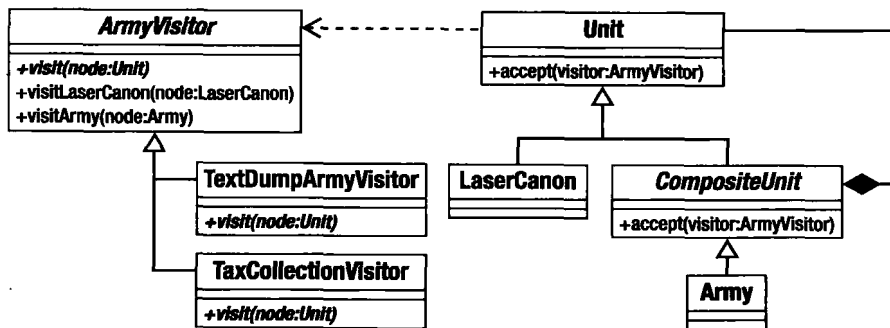 ArmyVisitor
+visit(node:Unit)
+visitLaserCanon(node:LaserCanon)
+visitArmy(node:Army)
Unit
+accept(visitor:ArmyVisitor)
TextDumpArmyVisitor
+visit(node:Unit)
TaxCollectionVisitor
+visit(node:Unit)
LaserCanon
CompositeUnit
+accept(visitor:ArmyVisitor)
Army